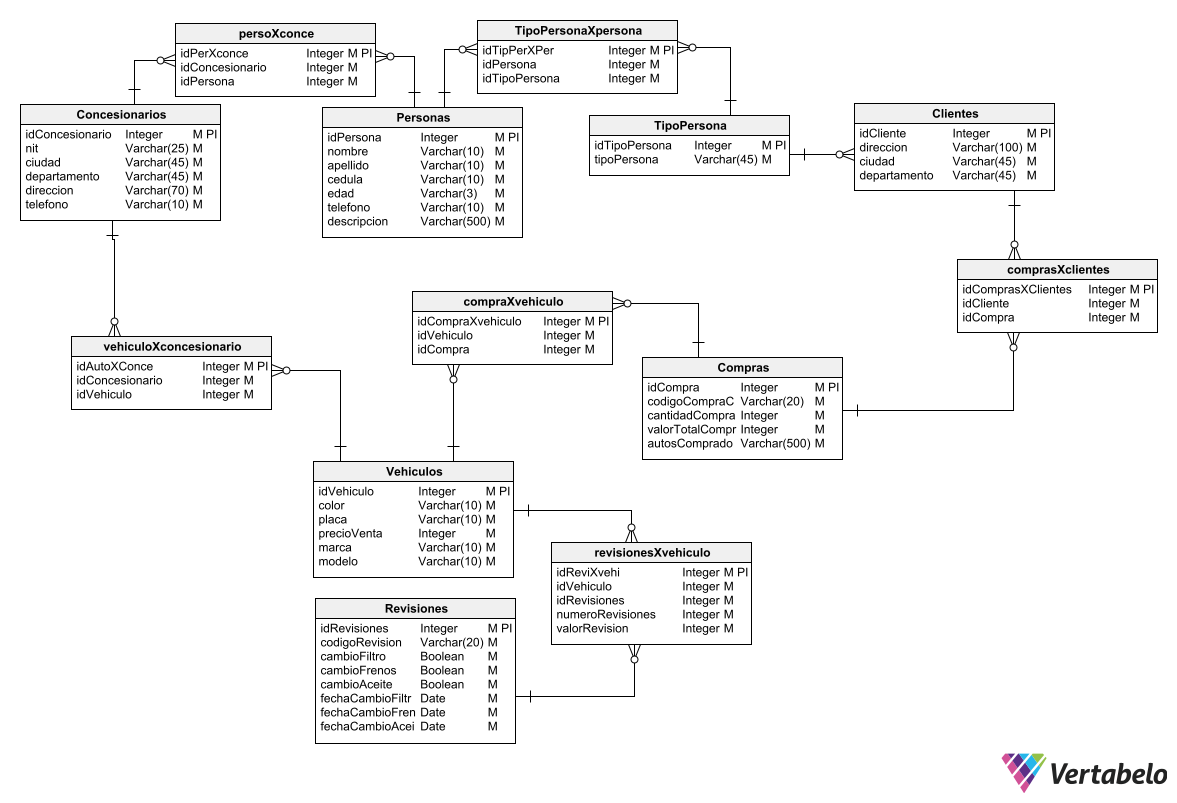 persoXconce
idPerXconce Integer M PI
idConcesionario Integer M
idPersona Integer M
TipoPersonaXpersona
idTipPerXPer Integer M PI
idPersona Integer M
idTipoPersona Integer M
Concesionarios
idConcesionario Integer M PI
nit Varchar(25) M
ciudad Varchar(45) M
departamento Varchar(45) M
direccion Varchar(70) M
telefono Varchar(10) M
Personas
idPersona Integer M PI
nombre Varchar(10) M
apellido Varchar(10) M
cedula Varchar(10) M
edad Varchar(3) M
telefono Varchar(10) M
descripcion Varchar(500) M
TipoPersona
idTipoPersona Integer M PI
tipoPersona Varchar(45) M
Clientes
idCliente Integer M PI
direccion Varchar(100) M
ciudad Varchar(45) M
departamento Varchar(45) M
comprasXclientes
idComprasXClientes Integer M PI
idCliente Integer M
idCompra Integer M
compraXvehiculo
idCompraXvehiculo Integer M PI
idVehiculo Integer M
idCompra Integer M
vehiculoXconcesionario
idAutoXConce Integer M PI
idConcesionario Integer M
idVehiculo Integer M
Compras
idCompra Integer M PI
codigoCompraC Varchar(20) M
cantidadCompra Integer M
valorTotalCompr Integer M
autosComprado Varchar(500) M
Vehiculos
idVehiculo Integer M PI
color Varchar(10) M
placa Varchar(10) M
precioVenta Integer M
marca Varchar(10) M
modelo Varchar(10) M
revisionesXvehiculo
idReviXvehi Integer M PI
idVehiculo Integer M
idRevisiones Integer M
numeroRevisiones Integer M
valorRevision Integer M
Revisiones
idRevisiones Integer M PI
codigoRevision Varchar(20) M
cambioFiltro Boolean M
cambioFrenos Boolean M
cambioAceite Boolean M
fechaCambioFiltr Date M
fechaCambioFren Date M
fechaCambioAcei Date M
Vertabelo